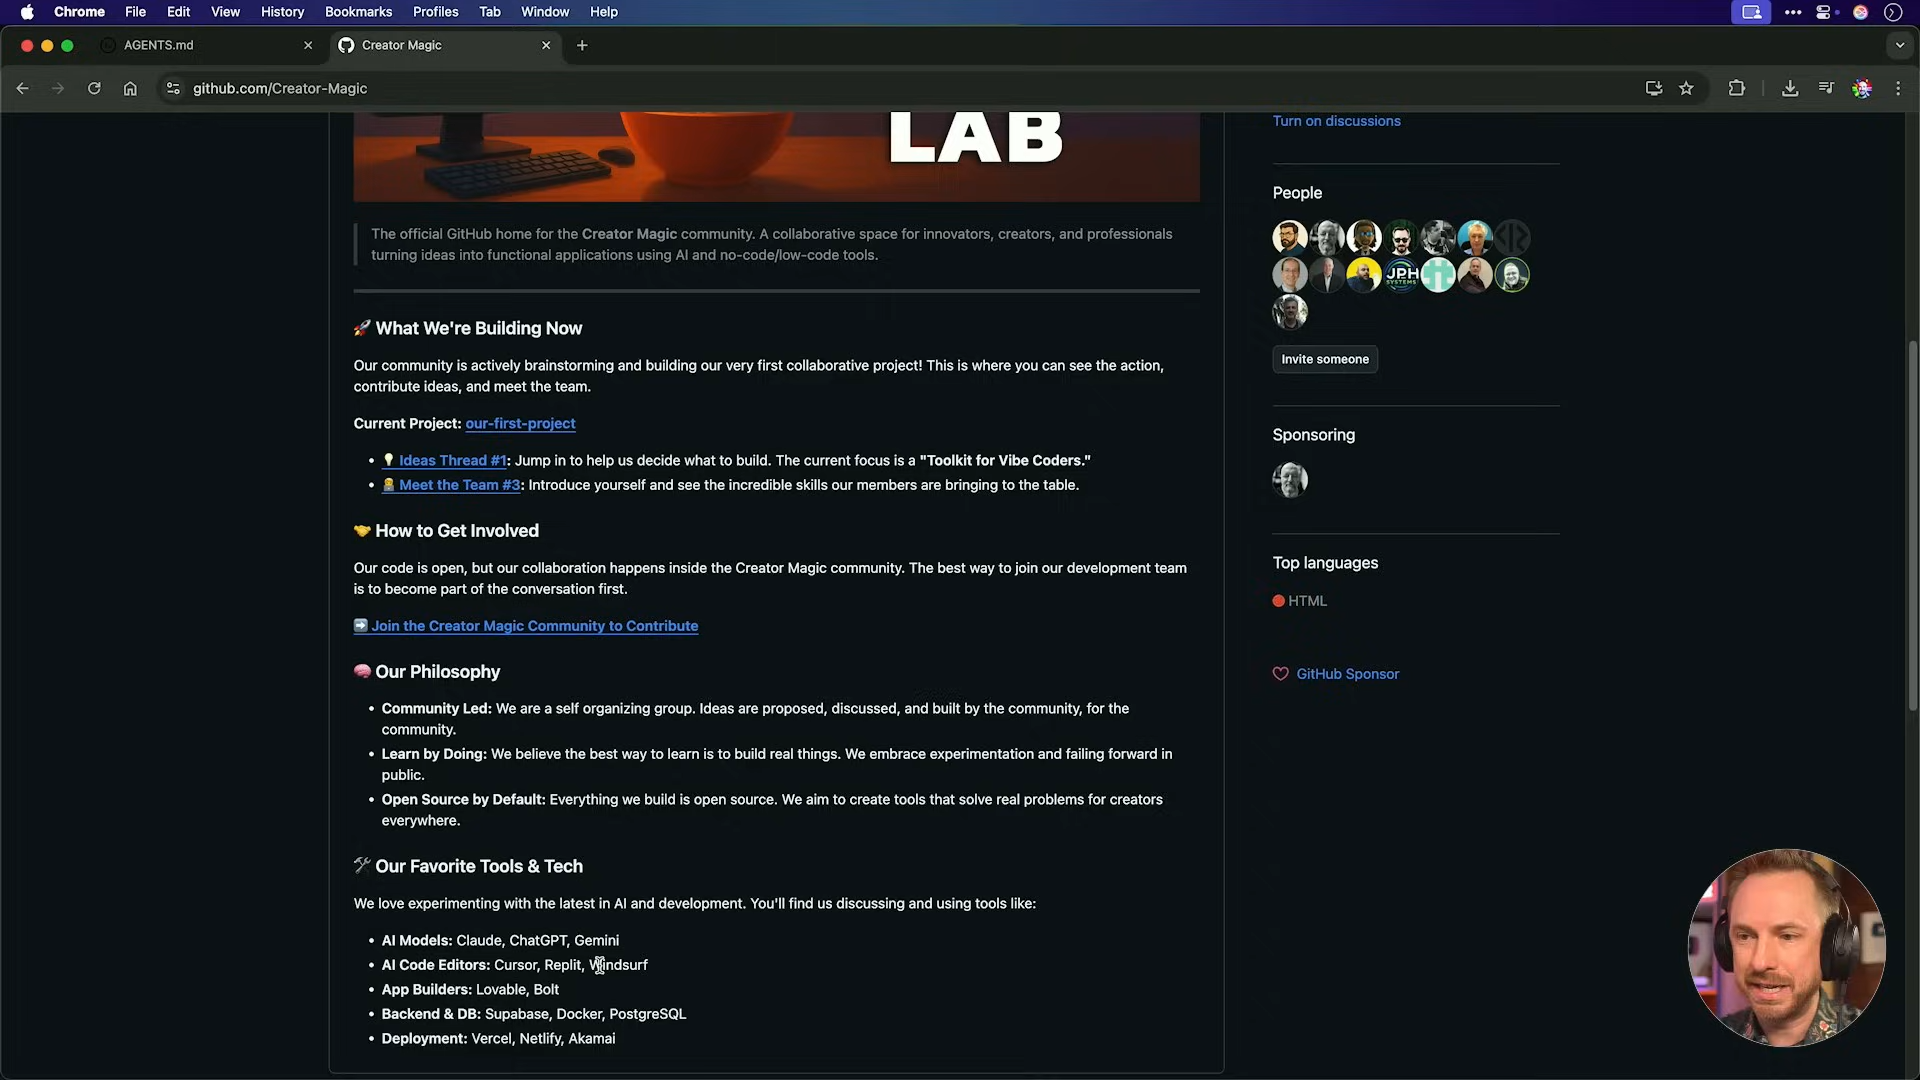 Chrome File Edit View History Bookmarks Profiles Tab Window Help
AGENTS.md
Creator Magic
github.com/Creator-Magic
LAB
The official GitHub home for the Creator Magic community. A collaborative space for innovators, creators, and professionals
turning ideas into functional applications using AI and no-code/low-code tools.
🚀 What We're Building Now
Our community is actively brainstorming and building our very first collaborative project! This is where you can see the action,
contribute ideas, and meet the team.
Current Project: our-first-project
• 💡 Ideas Thread #1: Jump in to help us decide what to build. The current focus is a "Toolkit for Vibe Coders."
• Meet the Team #3: Introduce yourself and see the incredible skills our members are bringing to the table.
🤝 How to Get Involved
Our code is open, but our collaboration happens inside the Creator Magic community. The best way to join our development team
is to become part of the conversation first.
➡️ Join the Creator Magic Community to Contribute
🧠 Our Philosophy
• Community Led: We are a self organizing group. Ideas are proposed, discussed, and built by the community, for the
community.
• Learn by Doing: We believe the best way to learn is to build real things. We embrace experimentation and failing forward in
public.
• Open Source by Default: Everything we build is open source. We aim to create tools that solve real problems for creators
everywhere.
🛠️ Our Favorite Tools & Tech
We love experimenting with the latest in AI and development. You'll find us discussing and using tools like:
• AI Models: Claude, ChatGPT, Gemini
• AI Code Editors: Cursor, Replit, Windsurf
• App Builders: Lovable, Bolt
• Backend & DB: Supabase, Docker, PostgreSQL
• Deployment: Vercel, Netlify, Akamai
Turn on discussions
People
JPH
SYSTEMS
Invite someone
Sponsoring
Top languages
HTML
GitHub Sponsor